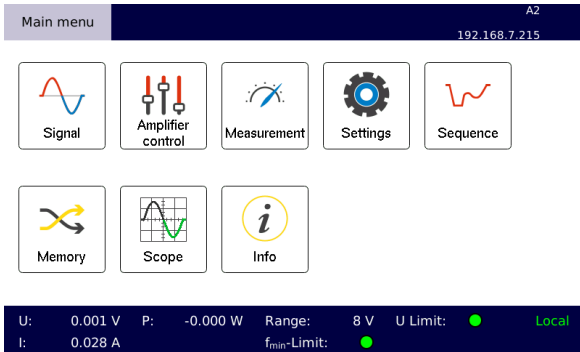 Main menu
A2
192.168.7.215
Signal
Amplifier
control
Measurement
Settings
Sequence
Memory
Scope
Info
U: 0.001 V P: -0.000 W Range: 8 V U Limit: Local
I: 0.028 A fmin-Limit: